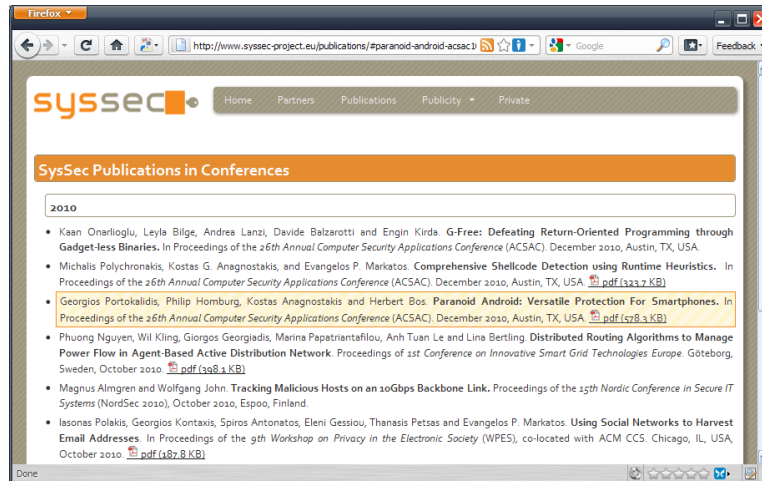 Firefox
http://www.syssec-project.eu/publications/#paranoid-android-acsac1
Google
Feedback
syssec
Home Partners Publications Publicity Private
SysSec Publications in Conferences
2010
Kaan Onarlioglu, Leyla Bilge, Andrea Lanzi, Davide Balzarotti and Engin Kirda. G-Free: Defeating Return-Oriented Programming through
Gadget-less Binaries. In Proceedings of the 26th Annual Computer Security Applications Conference (ACSAC). December 2010, Austin, TX, USA.
Michalis Polychronakis, Kostas G. Anagnostakis, and Evangelos P. Markatos. Comprehensive Shellcode Detection using Runtime Heuristics. In
Proceedings of the 26th Annual Computer Security Applications Conference (ACSAC). December 2010, Austin, TX, USA. pdf (323.7 KB)
Georgios Portokalidis, Philip Homburg, Kostas Anagnostakis and Herbert Bos. Paranoid Android: Versatile Protection For Smartphones. In
Proceedings of the 26th Annual Computer Security Applications Conference (ACSAC). December 2010, Austin, TX, USA. pdf (578.3 KB)
Phuong Nguyen, Wil Kling, Giorgos Georgiadis, Marina Papatriantafilou, Anh Tuan Le and Lina Bertling. Distributed Routing Algorithms to Manage
Power Flow in Agent-Based Active Distribution Network. Proceedings of 1st Conference on Innovative Smart Grid Technologies Europe. Göteborg,
Sweden, October 2010. pdf (398.1 KB)
Magnus Almgren and Wolfgang John. Tracking Malicious Hosts on an 10Gbps Backbone Link. Proceedings of the 15th Nordic Conference in Secure IT
Systems (NordSec 2010), October 2010, Espoo, Finland.
Iasonas Polakis, Georgios Kontaxis, Spiros Antonatos, Eleni Gessiou, Thanasis Petsas and Evangelos P. Markatos. Using Social Networks to Harvest
Email Addresses. In Proceedings of the 9th Workshop on Privacy in the Electronic Society (WPES), co-located with ACM CCS. Chicago, IL, USA,
October 2010. pdf (187.8 KB)
Done